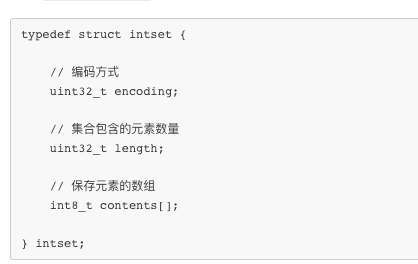 typedef struct intset {
// 编码方式
uint32_t encoding;
// 集合包含的元素数量
uint32_t length;
// 保存元素的数组
int8_t contents[];
} intset;